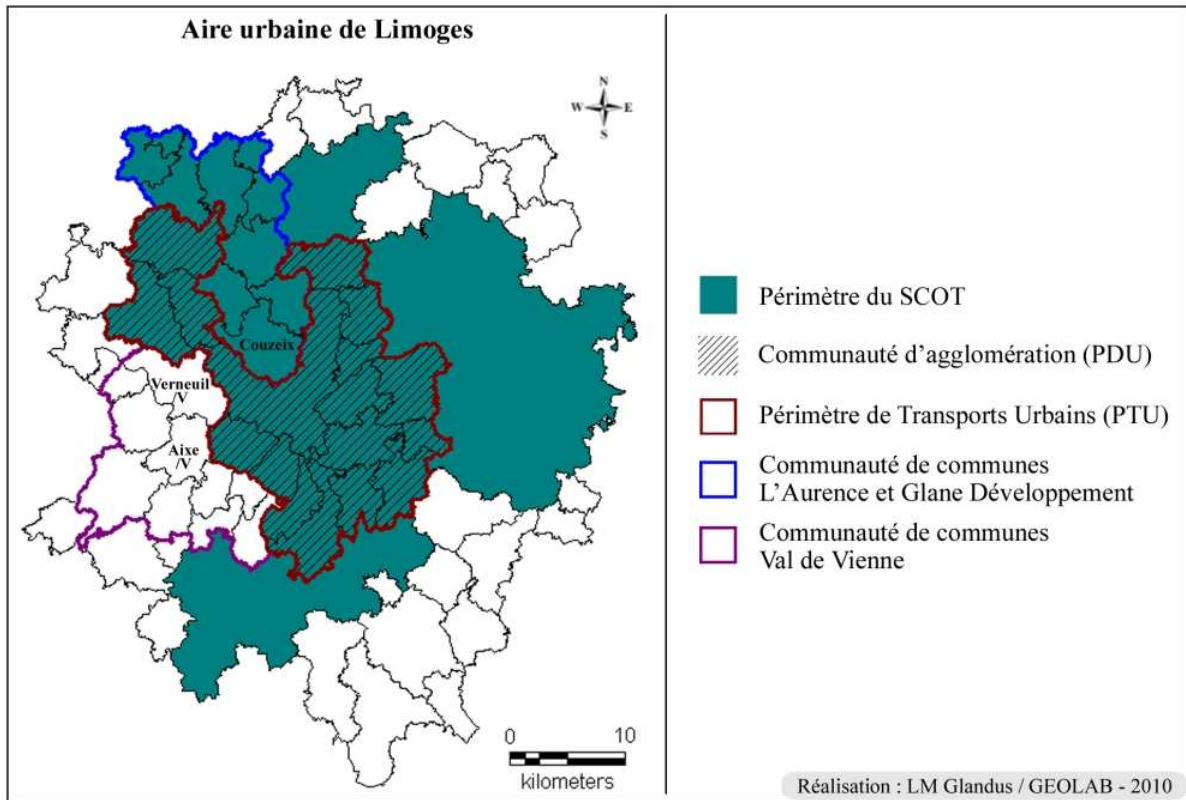 Aire urbaine de Limoges
N
W E
S
Couzeix
Verneuil
/V
Aixe
/V
0 10
kilometers
Périmètre du SCOT
Communauté d'agglomération (PDU)
Périmètre de Transports Urbains (PTU)
Communauté de communes
L'Aurence et Glane Développement
Communauté de communes
Val de Vienne
Réalisation : LM Glandus / GEOLAB - 2010